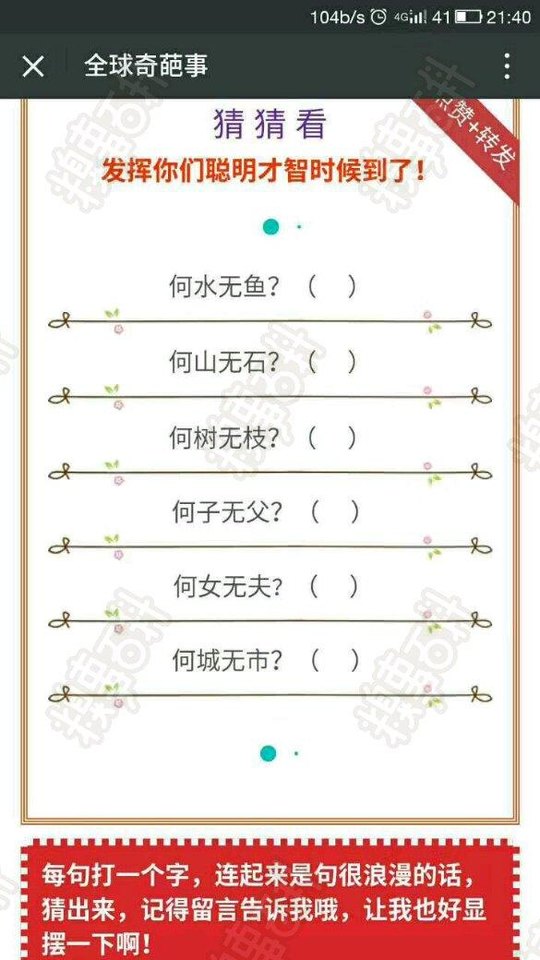 104b/s 4G 41 21:40
全球奇葩事
点赞+转发
猜猜看
发挥你们聪明才智时候到了！
何水无鱼？（ ）
何山无石？（ ）
何树无枝？（ ）
何子无父？（ ）
何女无夫？（ ）
何城无市？（ ）
每句打一个字，连起来是句很浪漫的话，
猜出来，记得留言告诉我哦，让我也好显
摆一下啊！